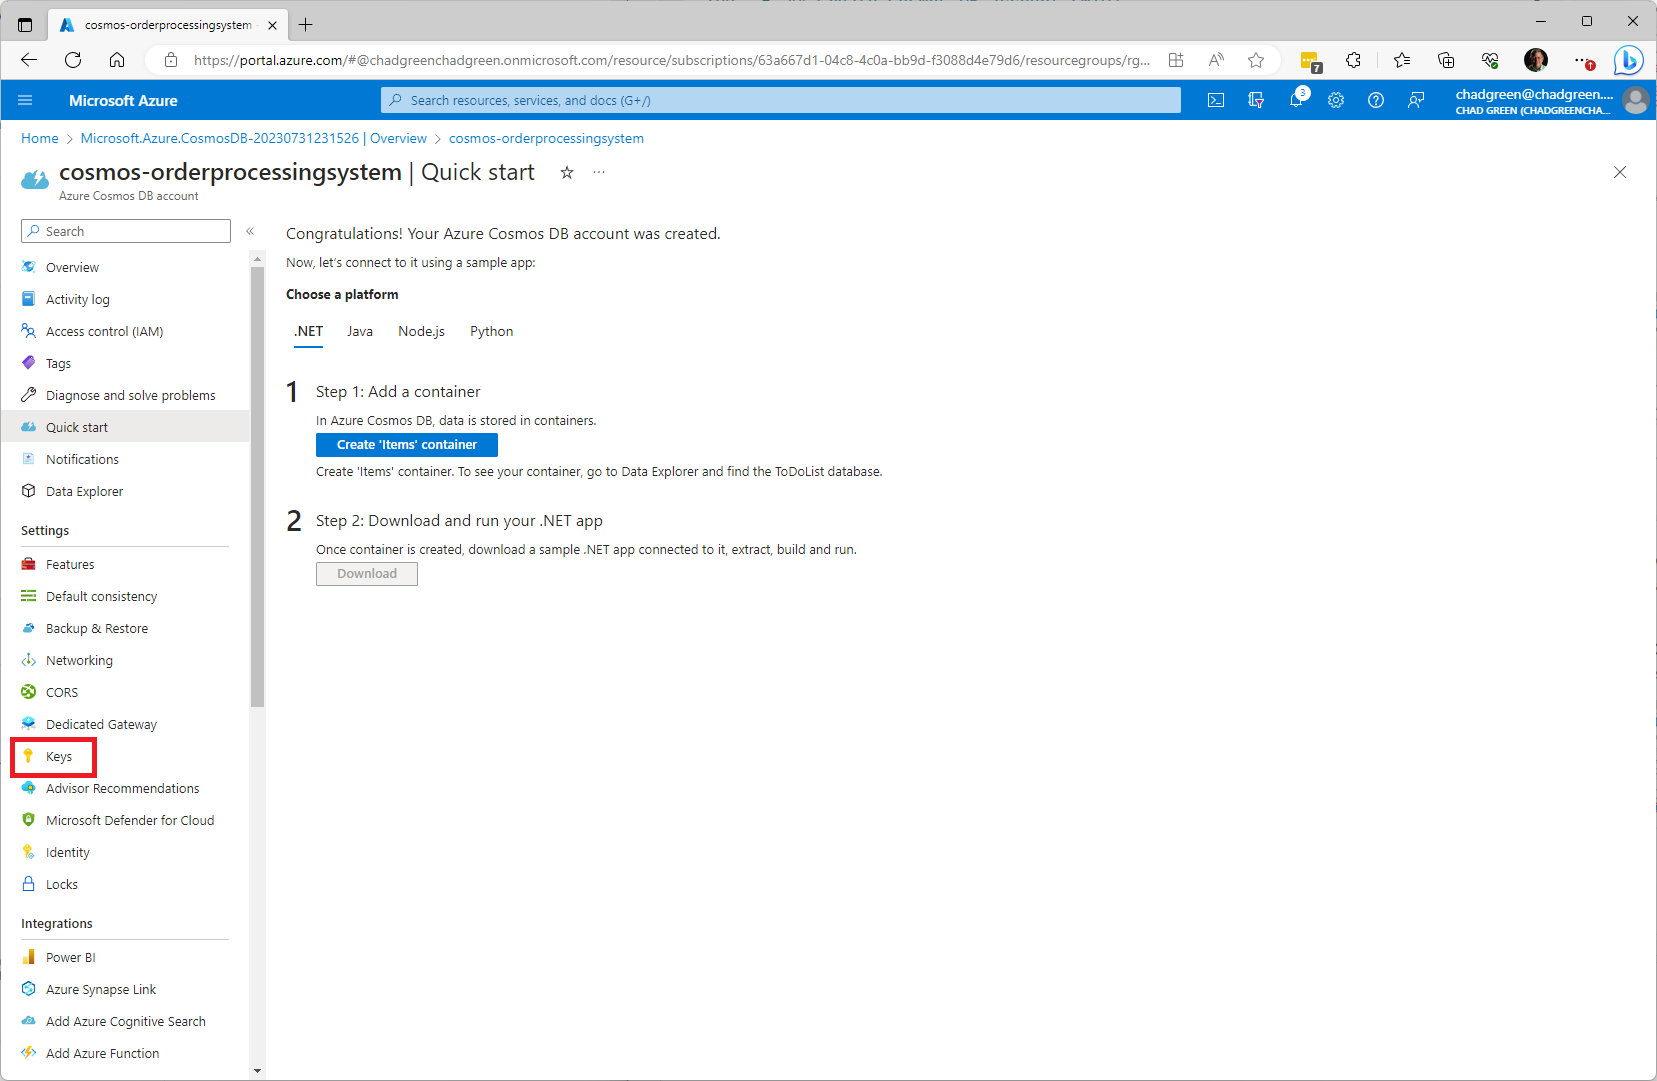 cosmos-orderprocessingsystem
https://portal.azure.com/#@chadgreenchadgreen.onmicrosoft.com/resource/subscriptions/63a667d1-04c8-4c0a-bb9d-f3088d4e79d6/resourcegroups/rg...
7
Microsoft Azure
Search resources, services, and docs (G+/)
3
chadgreen@chadgreen....
CHAD GREEN (CHADGREENCHA...
Home > Microsoft.Azure.CosmosDB-20230731231526 | Overview > cosmos-orderprocessingsystem
cosmos-orderprocessingsystem | Quick start
Azure Cosmos DB account
Search
Overview
Activity log
Access control (IAM)
Tags
Diagnose and solve problems
Quick start
Notifications
Data Explorer
Settings
Features
Default consistency
Backup & Restore
Networking
CORS
Dedicated Gateway
Keys
Advisor Recommendations
Microsoft Defender for Cloud
Identity
Locks
Integrations
Power BI
Azure Synapse Link
Add Azure Cognitive Search
Add Azure Function
Congratulations! Your Azure Cosmos DB account was created.
Now, let's connect to it using a sample app:
Choose a platform
.NET Java Node.js Python
1 Step 1: Add a container
In Azure Cosmos DB, data is stored in containers.
Create 'Items' container
Create 'Items' container. To see your container, go to Data Explorer and find the ToDoList database.
2 Step 2: Download and run your .NET app
Once container is created, download a sample .NET app connected to it, extract, build and run.
Download